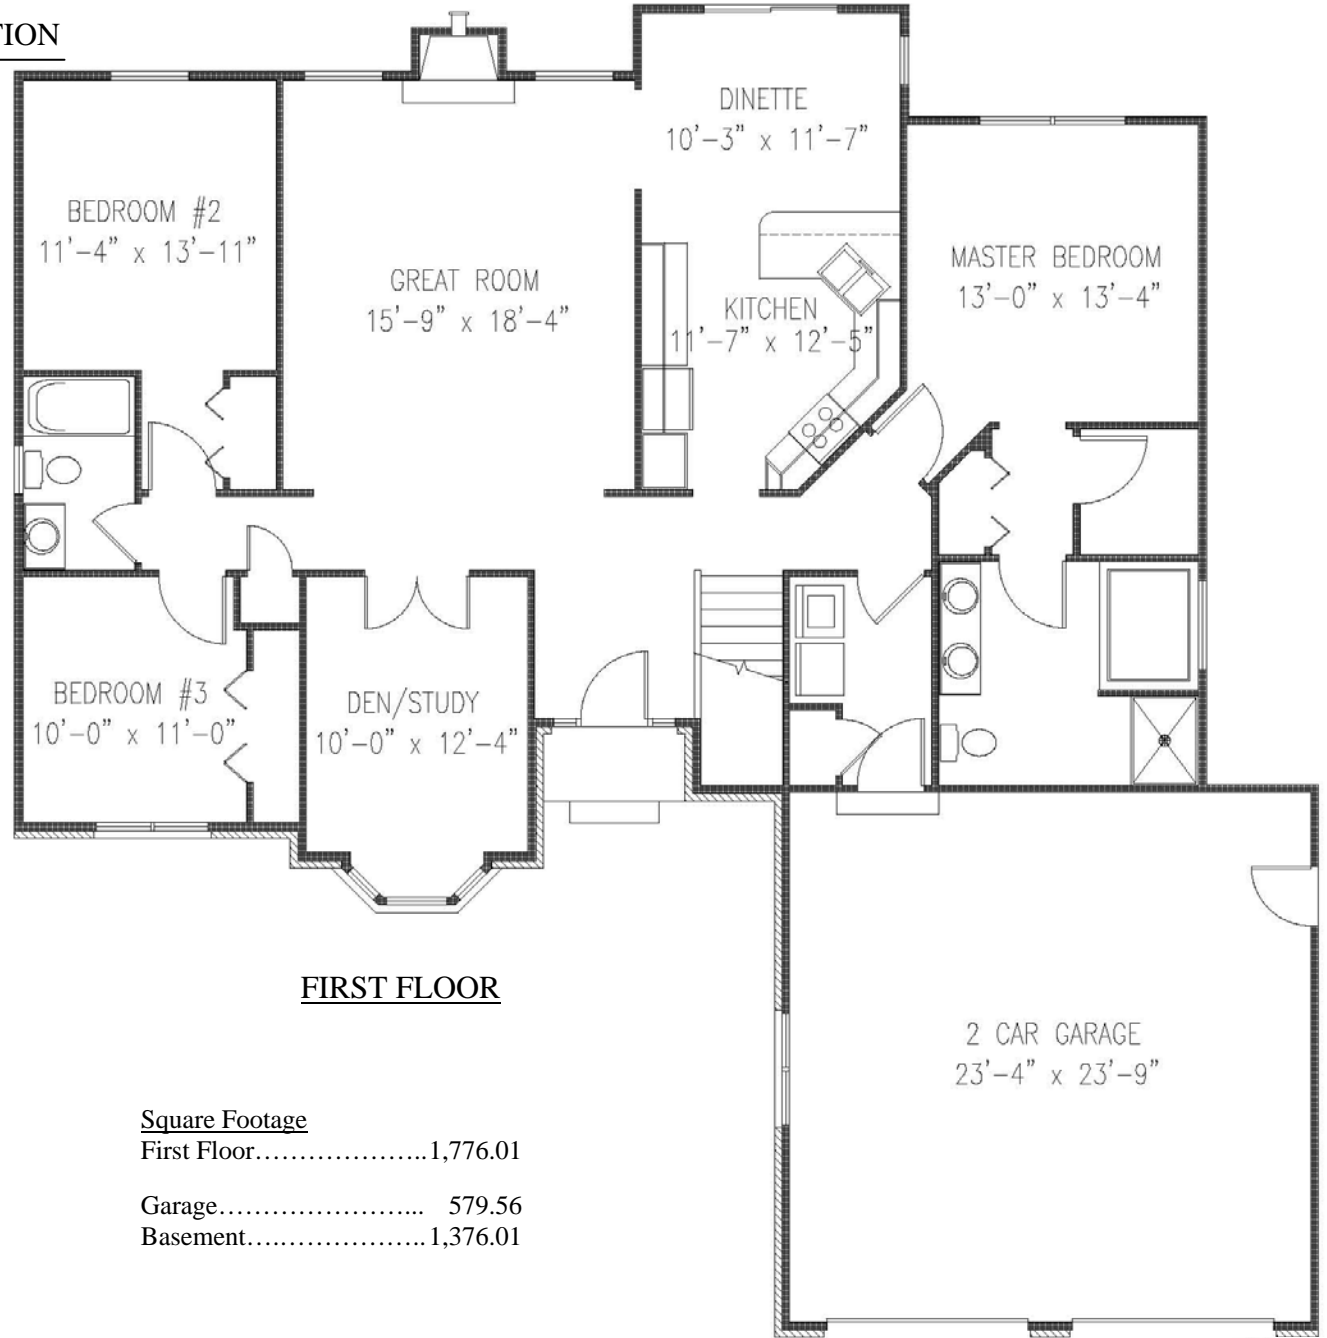 TION
DINETTE
10'-3" x 11'-7"
BEDROOM #2
11'-4" x 13'-11"
GREAT ROOM
15'-9" x 18'-4"
MASTER BEDROOM
13'-0" x 13'-4"
KITCHEN
11'-7" x 12'-5"
BEDROOM #3
10'-0" x 11'-0"
DEN/STUDY
10'-0" x 12'-4"
FIRST FLOOR
2 CAR GARAGE
23'-4" x 23'-9"
Square Footage
First Floor………………..1,776.01
Garage…………………... 579.56
Basement….……………..1,376.01